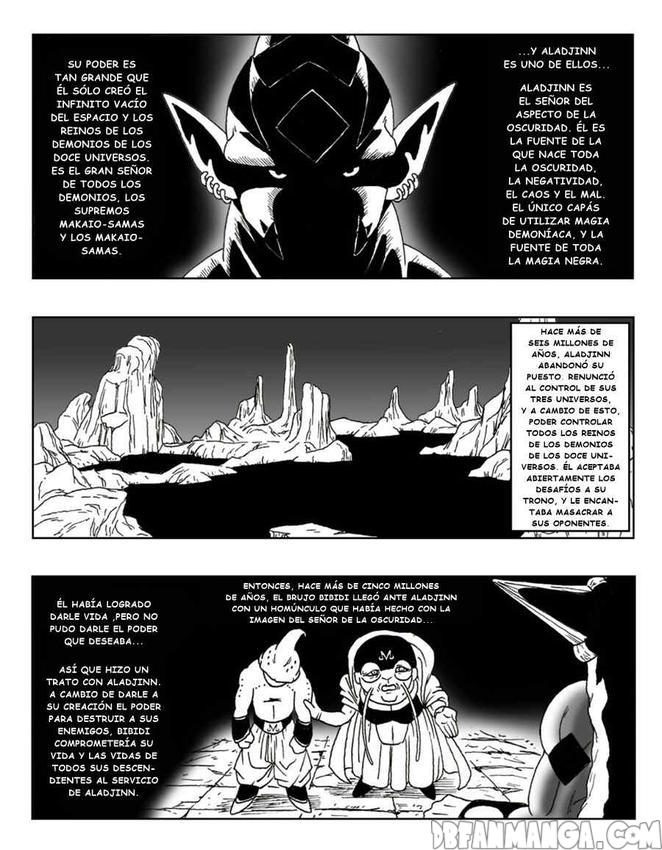 SU PODER ES
TAN GRANDE QUE
ÉL SÓLO CREÓ EL
INFINITO VACÍO
DEL ESPACIO Y LOS
REINOS DE LOS
DEMONIOS DE LOS
DOCE UNIVERSOS.
ES EL GRAN SEÑOR
DE TODOS LOS
DEMONIOS, LOS
SUPREMOS
MAKAIO-SAMAS
Y LOS MAKAIO-
SAMAS.
...Y ALADJINN
ES UNO DE ELLOS...
ALADJINN ES
EL SEÑOR DEL
ASPECTO DE LA
OSCURIDAD. ÉL ES
LA FUENTE DE LA
QUE NACE TODA
LA OSCURIDAD,
LA NEGATIVIDAD,
EL CAOS Y EL MAL.
EL ÚNICO CAPÁS
DE UTILIZAR MAGIA
DEMONÍACA, Y LA
FUENTE DE TODA
LA MAGIA NEGRA.
HACE MÁS DE
SEIS MILLONES DE
AÑOS, ALADJINN
ABANDONÓ SU
PUESTO. RENUNCIÓ
AL CONTROL DE SUS
TRES UNIVERSOS,
Y A CAMBIO DE ESTO,
PODER CONTROLAR
TODOS LOS REINOS
DE LOS DEMONIOS
DE LOS DOCE UNI-
VERSOS. ÉL ACEPTABA
ABIERTAMENTE LOS
DESAFÍOS A SU
TRONO, Y LE ENCAN-
TABA MASACRAR A
SUS OPONENTES.
ÉL HABÍA LOGRADO
DARLE VIDA ,PERO NO
PUDO DARLE EL PODER
QUE DESEABA...
ASÍ QUE HIZO UN
TRATO CON ALADJINN.
A CAMBIO DE DARLE A
SU CREACIÓN EL PODER
PARA DESTRUIR A SUS
ENEMIGOS, BIBIDI
COMPROMETERÍA SU
VIDA Y LAS VIDAS DE
TODOS SUS DESCEN-
DIENTES AL SERVICIO
DE ALADJINN.
ENTONCES, HACE MÁS DE CINCO MILLONES
DE AÑOS, EL BRUJO BIBIDI LLEGÓ ANTE ALADJINN
CON UN HOMÚNCULO QUE HABÍA HECHO CON LA
IMAGEN DEL SEÑOR DE LA OSCURIDAD...
M
DBFANMANGA.COM